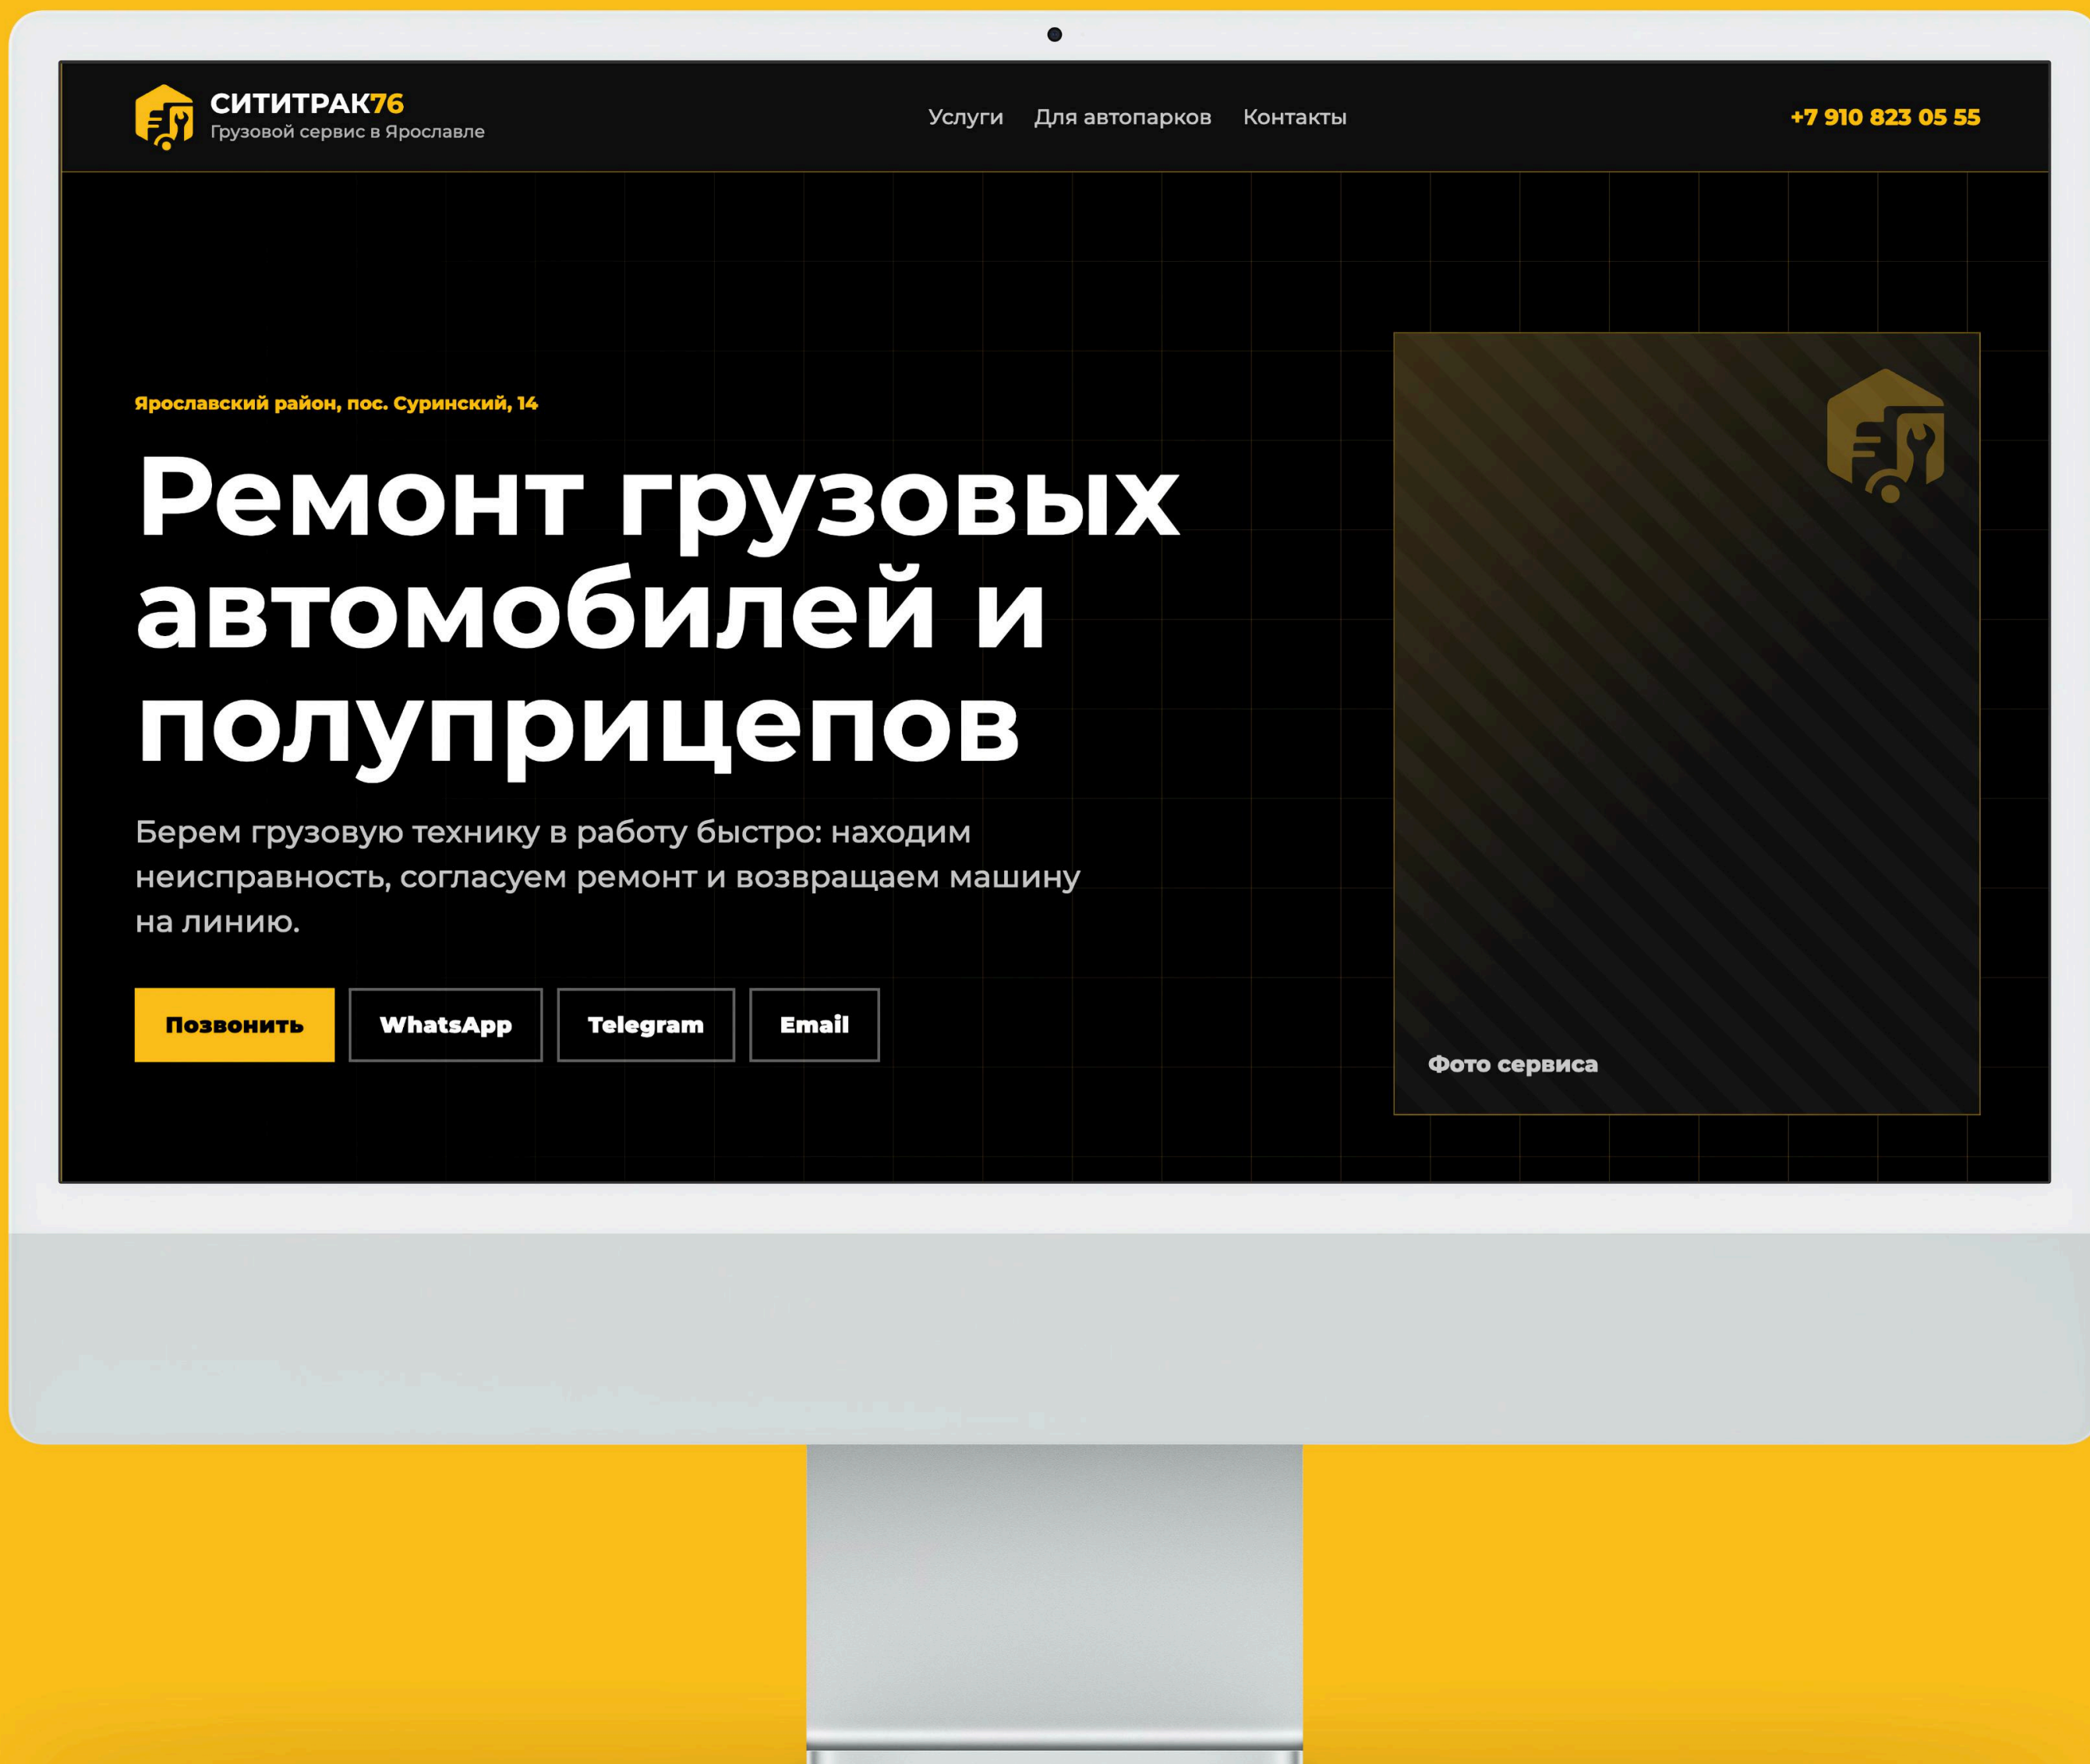 СИТИТРАК76
Грузовой сервис в Ярославле
Услуги Для автопарков Контакты
+7 910 823 05 55
Ярославский район, пос. Суринский, 14
Ремонт грузовых
автомобилей и
полуприцепов
Берем грузовую технику в работу быстро: находим
неисправность, согласуем ремонт и возвращаем машину
на линию.
Позвонить WhatsApp Telegram Email
Фото сервиса